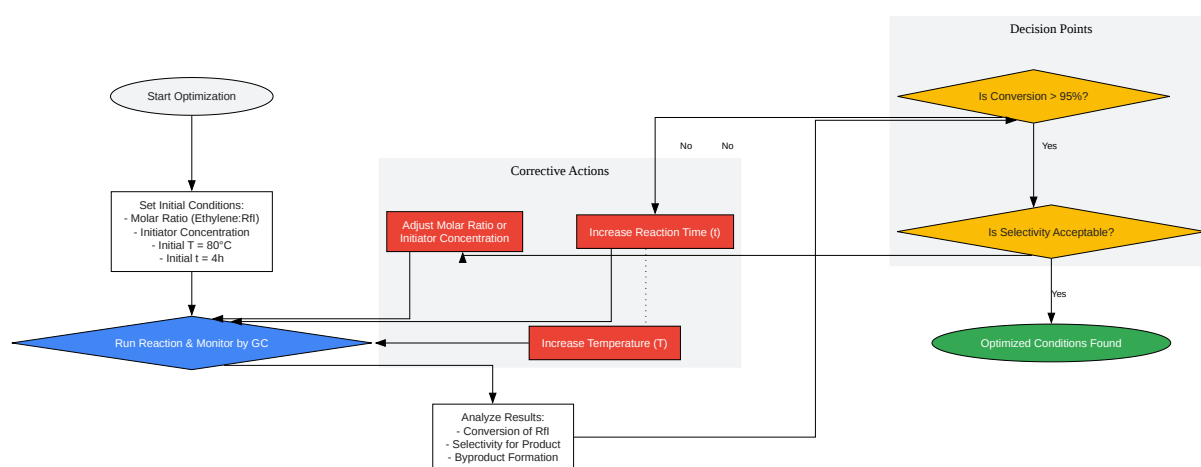 Decision Points
Start Optimization
Is Conversion > 95%?
No
No
Yes
Corrective Actions
Set Initial Conditions:
- Molar Ratio (Ethylene:RfI)
- Initiator Concentration
- Initial T = 80°C
- Initial t = 4h
Adjust Molar Ratio or
Initiator Concentration
Increase Reaction Time (t)
Is Selectivity Acceptable?
Yes
Run Reaction & Monitor by GC
Increase Temperature (T)
Optimized Conditions Found
Analyze Results:
- Conversion of RfI
- Selectivity for Product
- Byproduct Formation